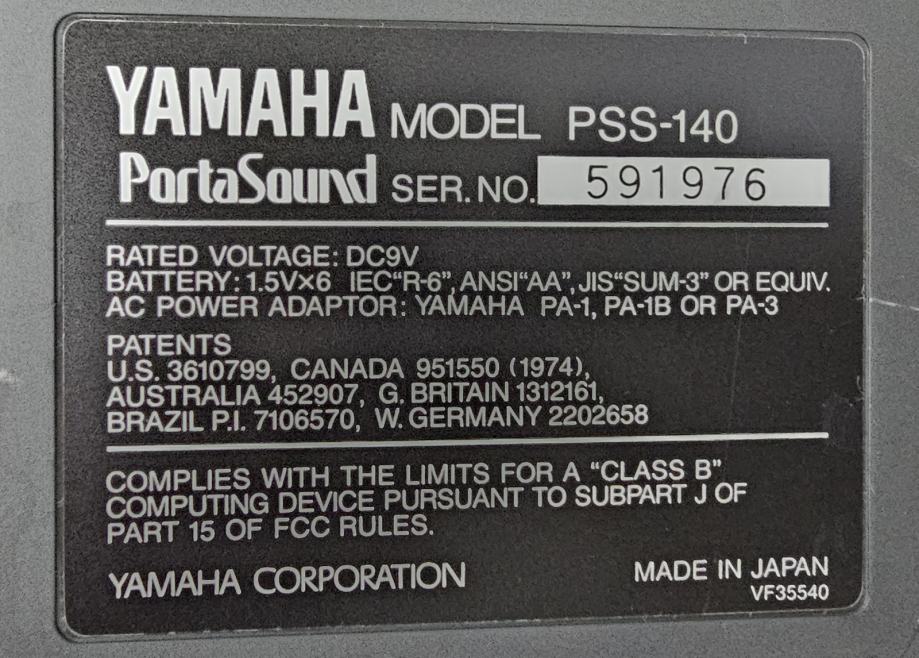 YAMAHA MODEL PSS-140
PortaSound SER. NO. 591976
RATED VOLTAGE: DC9V
BATTERY: 1.5V×6 IEC“R-6”, ANSI“AA”, JIS“SUM-3” OR EQUIV.
AC POWER ADAPTOR: YAMAHA PA-1, PA-1B OR PA-3
PATENTS
U.S. 3610799, CANADA 951550 (1974),
AUSTRALIA 452907, G. BRITAIN 1312161,
BRAZIL P.I. 7106570, W. GERMANY 2202658
COMPLIES WITH THE LIMITS FOR A “CLASS B”
COMPUTING DEVICE PURSUANT TO SUBPART J OF
PART 15 OF FCC RULES.
YAMAHA CORPORATION MADE IN JAPAN
VF35540